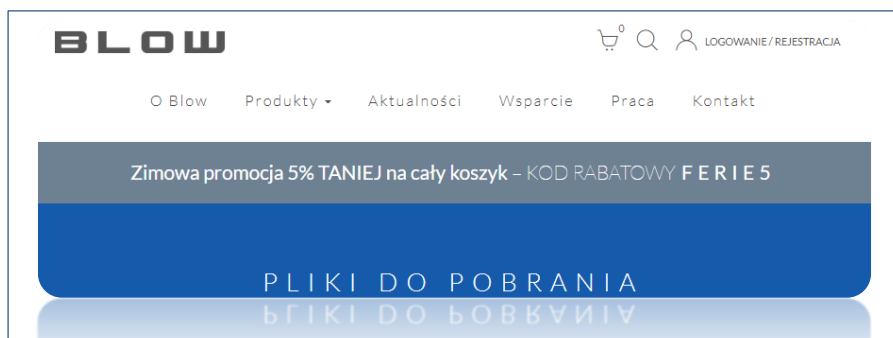 BLOW
0
LOGOWANIE / REJESTRACJA
O Blow Produkty Aktualności Wsparcie Praca Kontakt
Zimowa promocja 5% TANIEJ na cały koszyk – KOD RABATOWY F E R I E 5
PLIKI DO POBRANIA